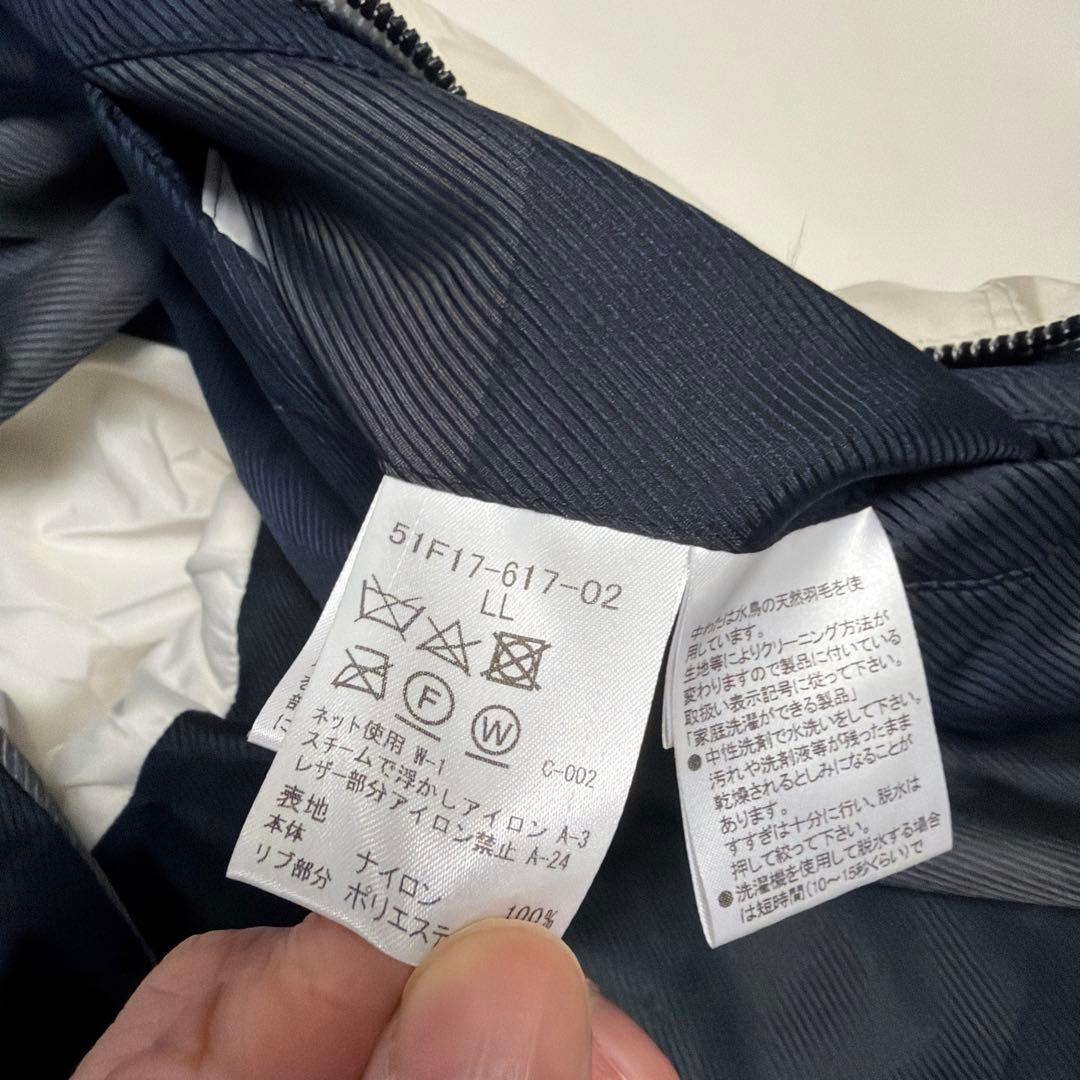 51F17-617-02
LL
F
W
ネット使用 W-1 C-002
スチームで浮かしアイロン A-3
レザー部分アイロン禁止 A-24
表地
本体 ナイロン 100%
リブ部分 ポリエステ
中わたは水鳥の天然羽毛を使
用しています。
生地等によりクリーニング方法が
変わりますので製品に付いている
取扱い表示記号に従って下さい。
「家庭洗濯ができる製品」
●中性洗剤で水洗いをして下さい。
汚れや洗剤液等が残ったまま
乾燥されるとしみになることが
あります。
すすぎは十分に行い、脱水は
押して絞って下さい。
●洗濯機を使用して脱水する場合
は短時間(10〜15秒くらい)で